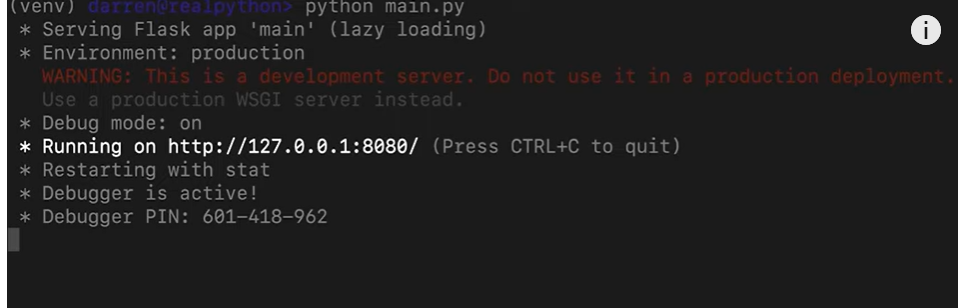 (venv) darren@realpython> python main.py
* Serving Flask app 'main' (lazy loading)
* Environment: production
WARNING: This is a development server. Do not use it in a production deployment.
Use a production WSGI server instead.
* Debug mode: on
* Running on http://127.0.0.1:8080/ (Press CTRL+C to quit)
* Restarting with stat
* Debugger is active!
* Debugger PIN: 601-418-962
i